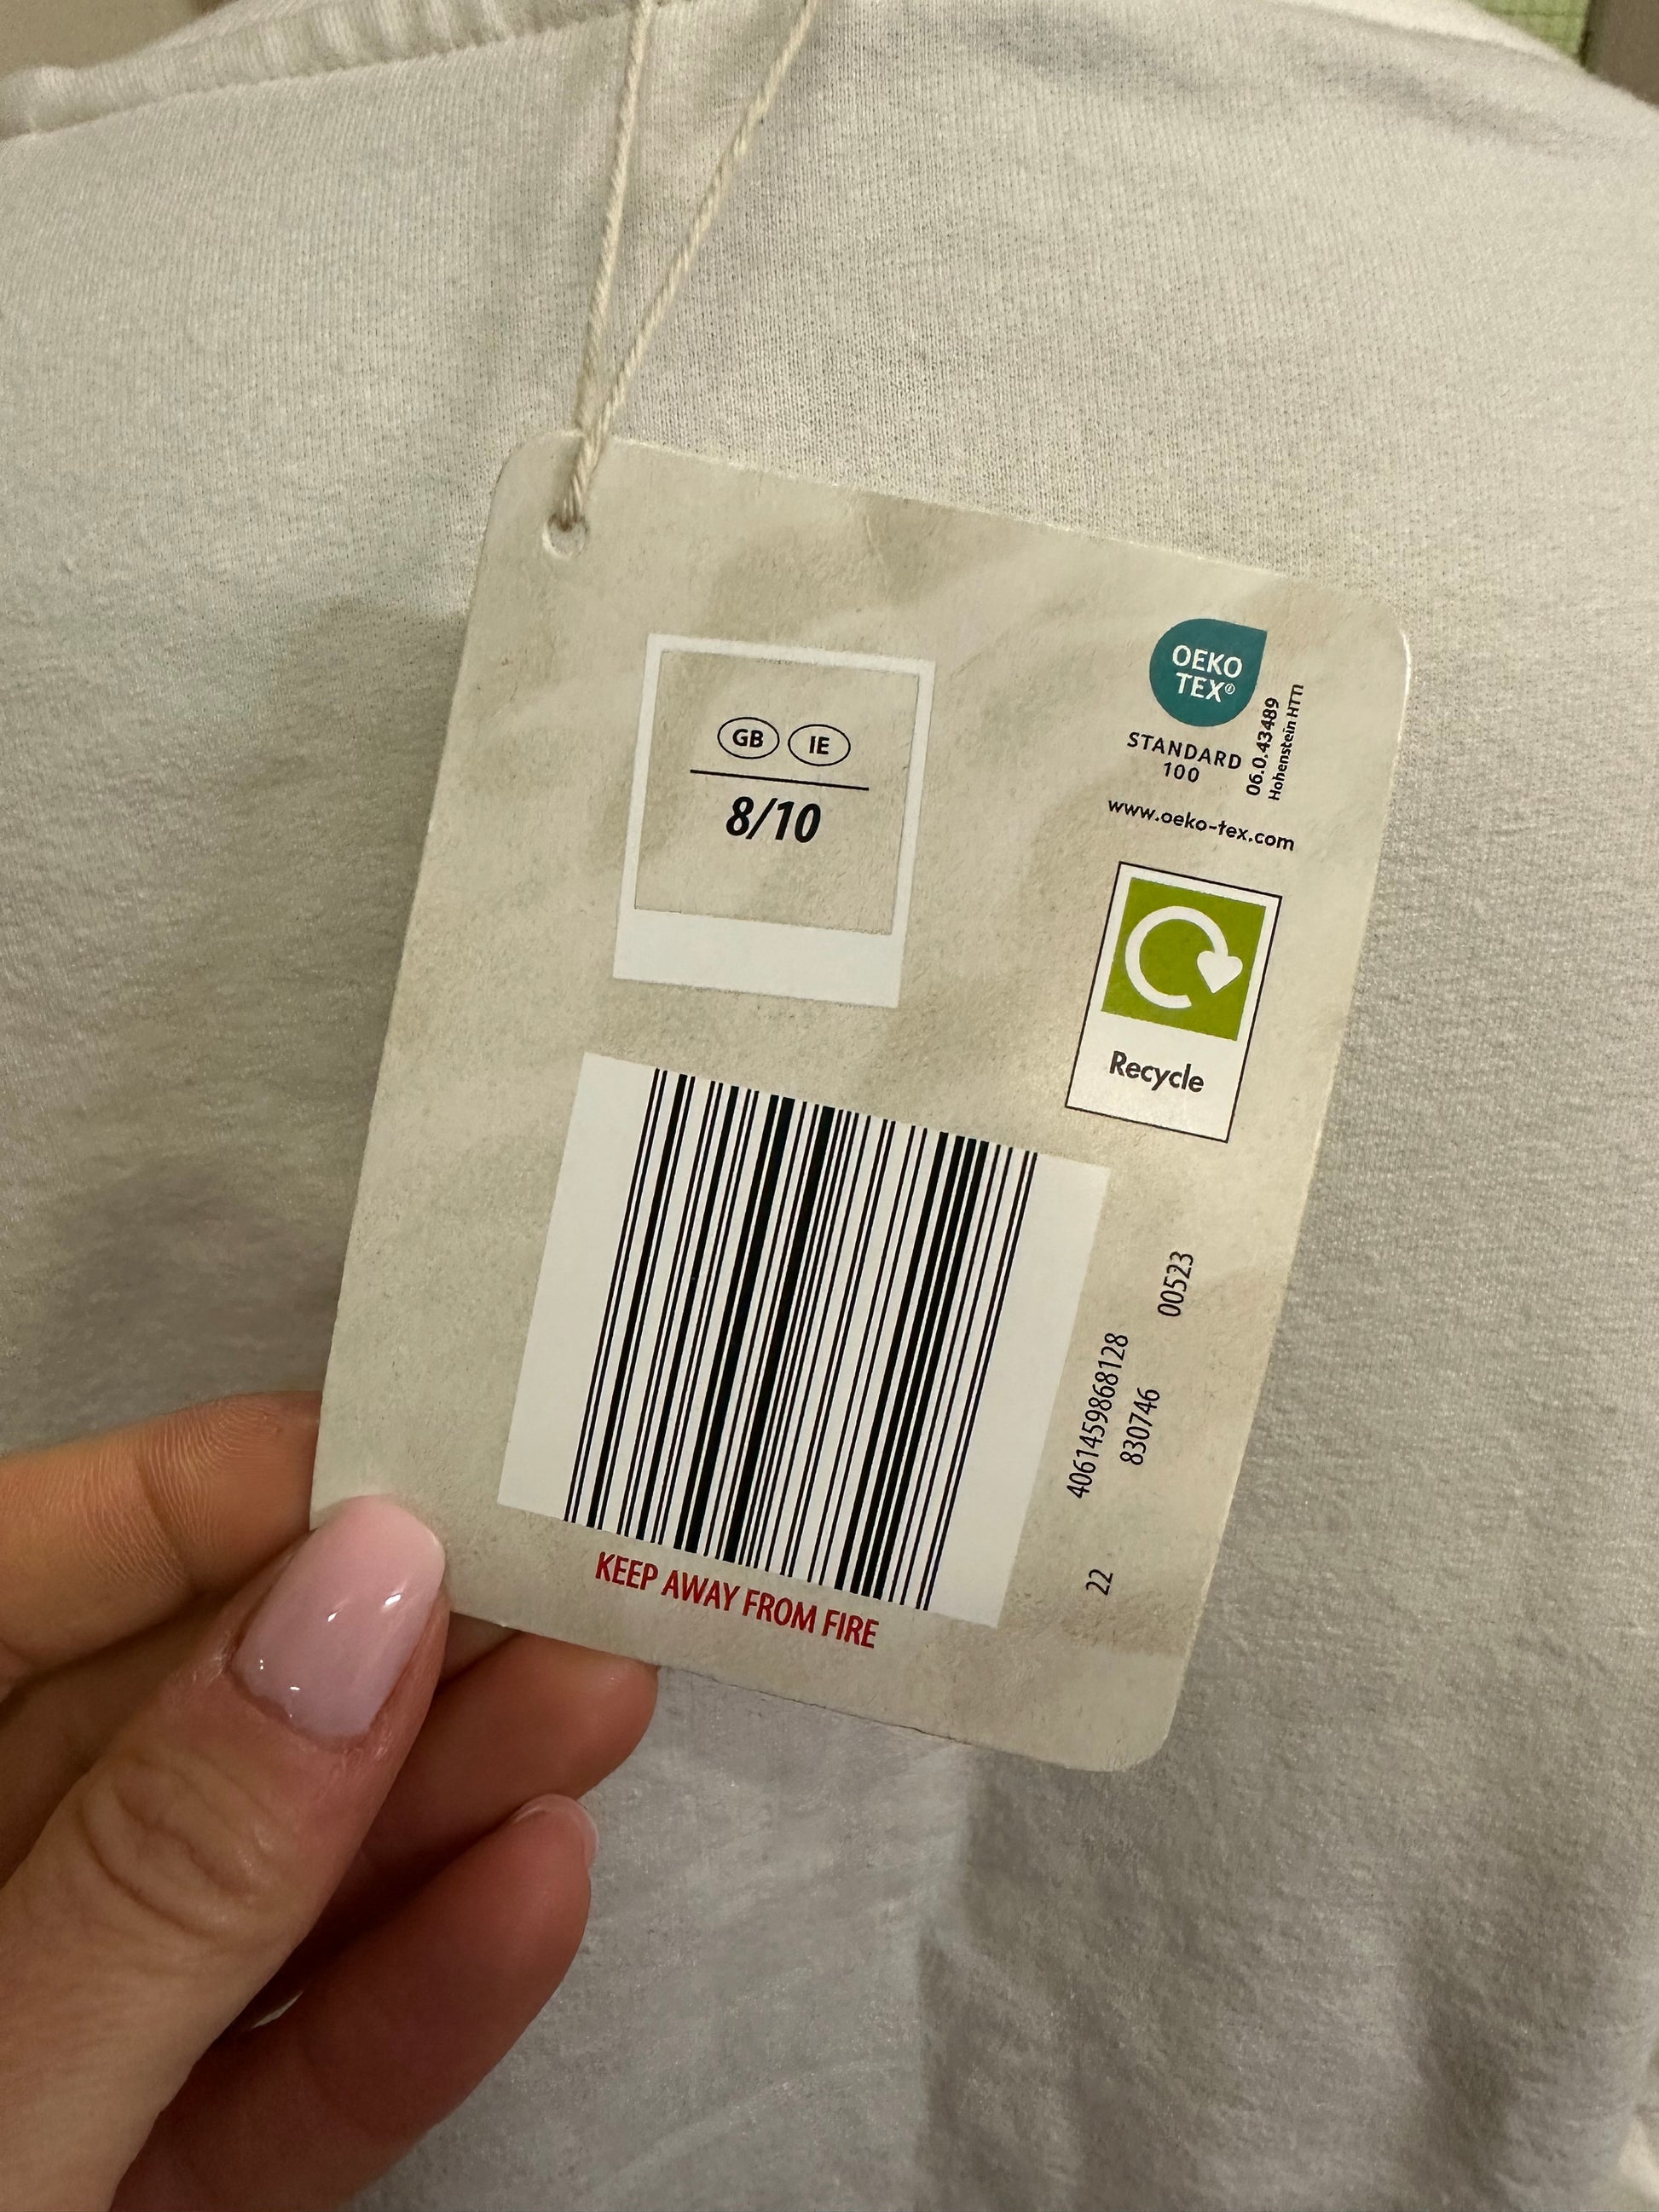 OEKO
TEX®
STANDARD
100
06.0.43489
Hohenstein HTTI
www.oeko-tex.com
GB IE
8/10
Recycle
00523
4061459868128
830746
22
KEEP AWAY FROM FIRE